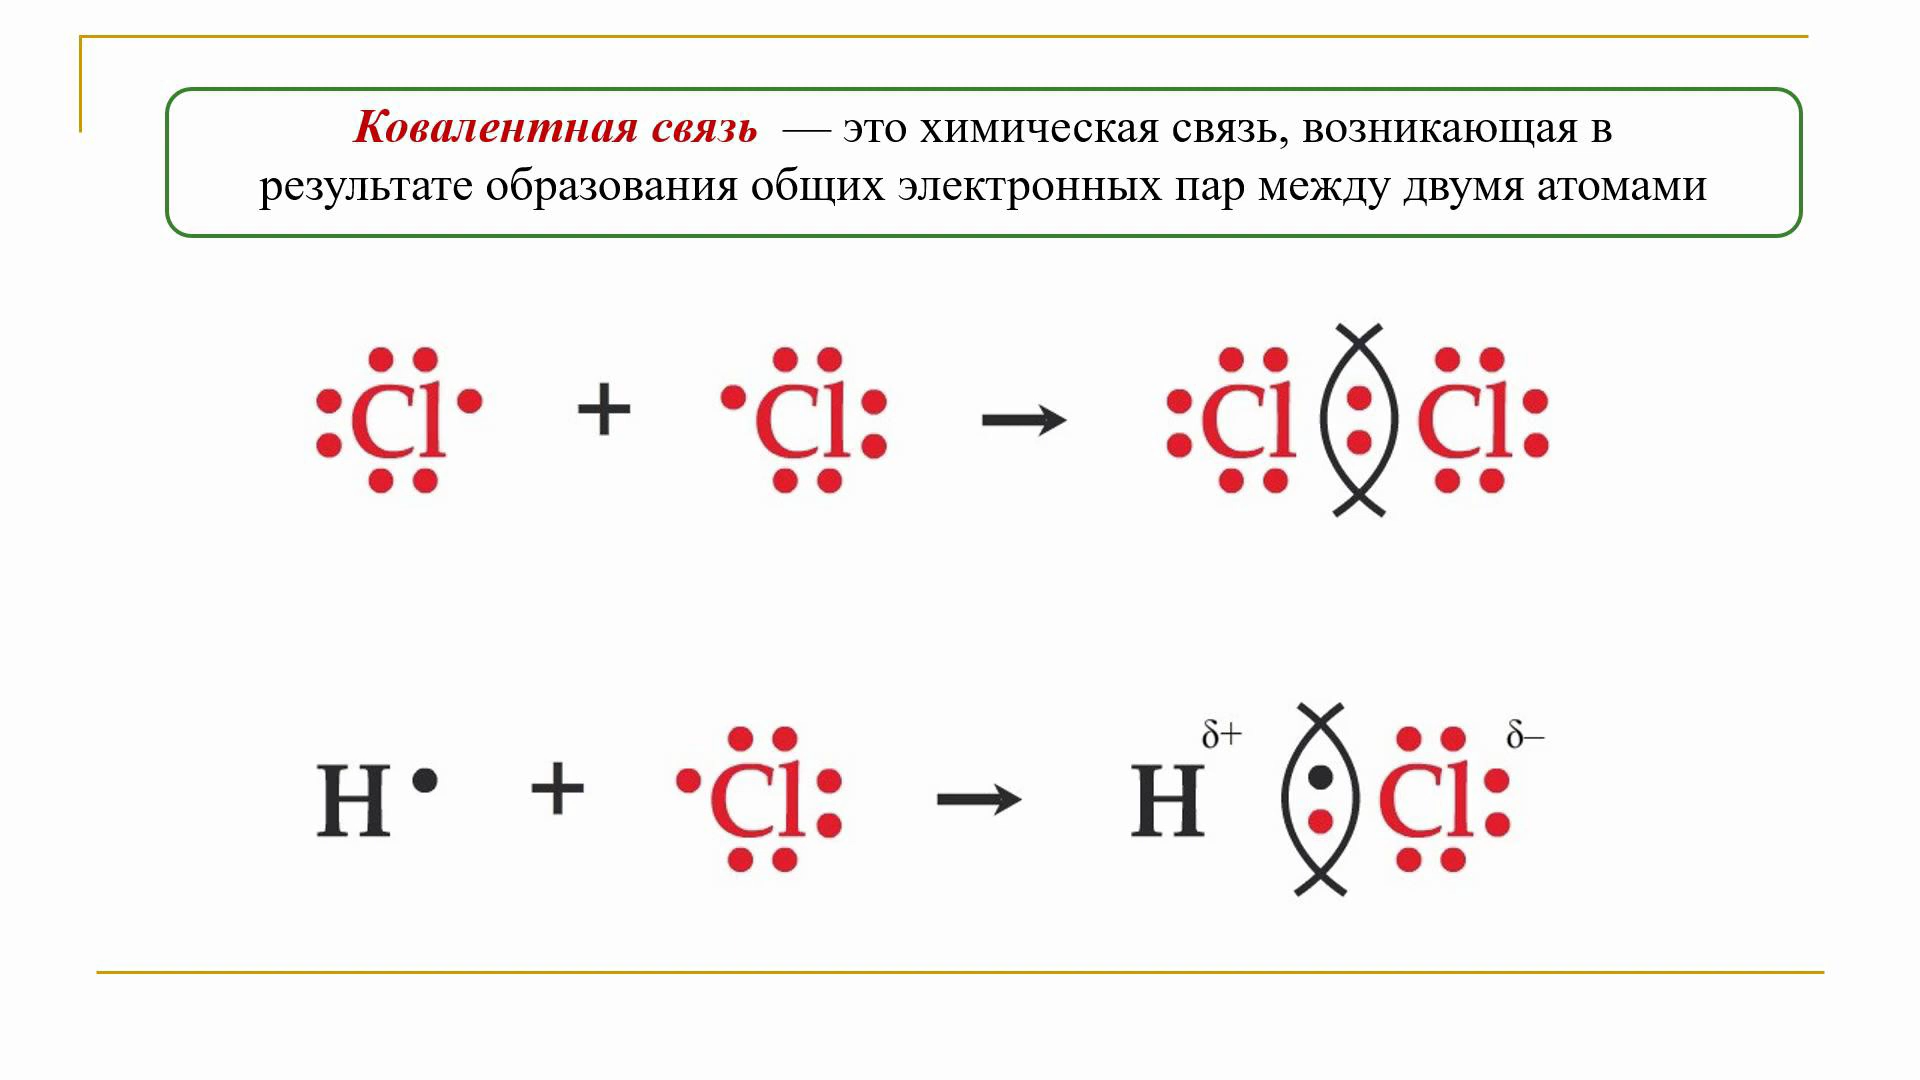 Ковалентная связь — это химическая связь, возникающая в
результате образования общих электронных пар между двумя атомами
Cl + Cl → Cl Cl
H + Cl → H δ+ Cl δ–